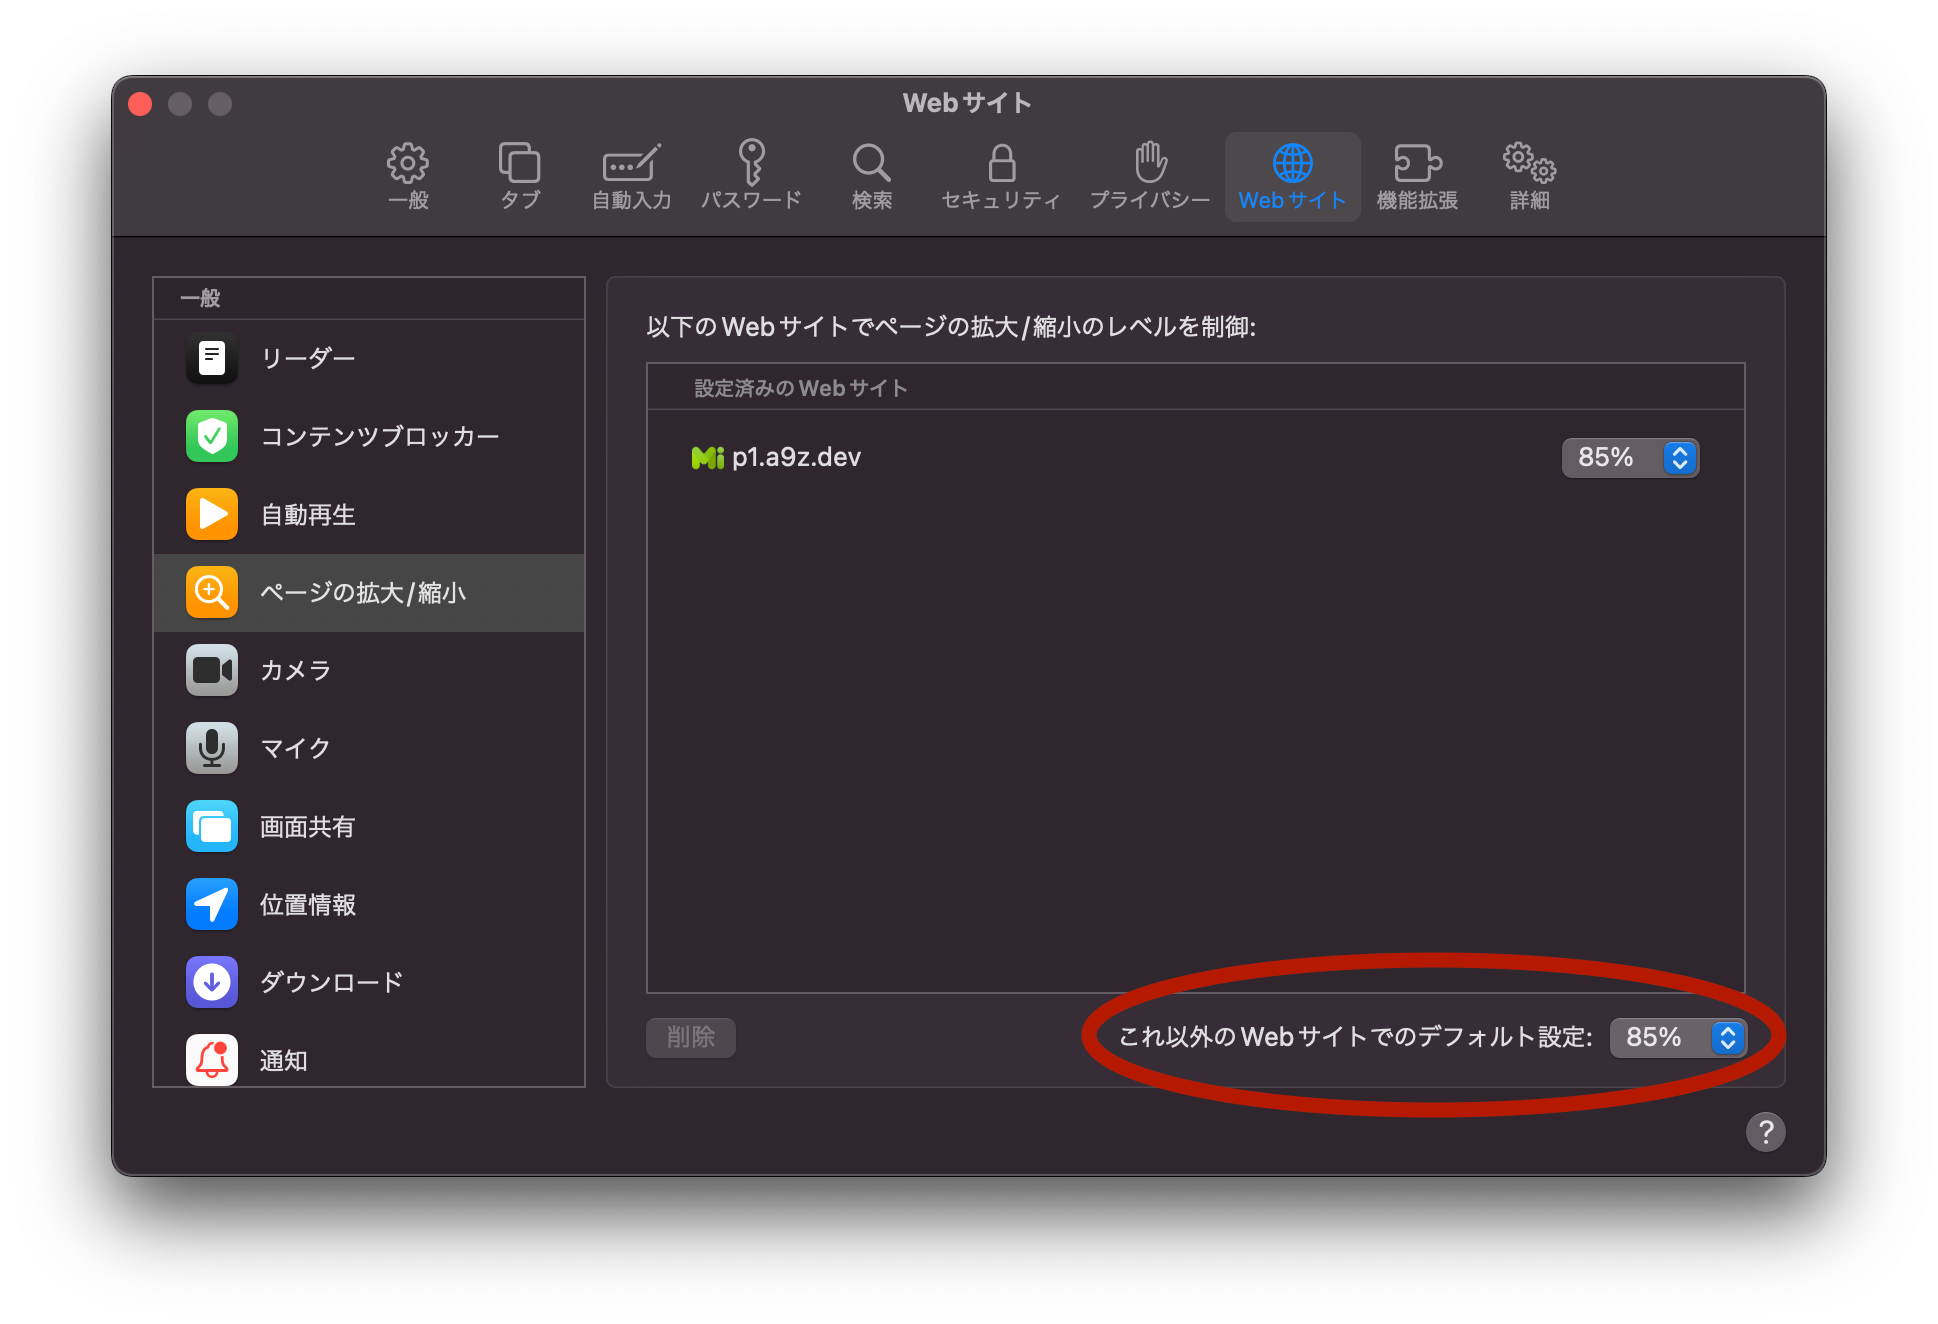 Webサイト
一般
タブ
自動入力
パスワード
検索
セキュリティ
プライバシー
Webサイト
機能拡張
詳細
一般
リーダー
コンテンツブロッカー
自動再生
ページの拡大/縮小
カメラ
マイク
画面共有
位置情報
ダウンロード
通知
以下のWebサイトでページの拡大/縮小のレベルを制御:
設定済みのWebサイト
Mi p1.a9z.dev 85%
削除
これ以外のWebサイトでのデフォルト設定: 85%
?